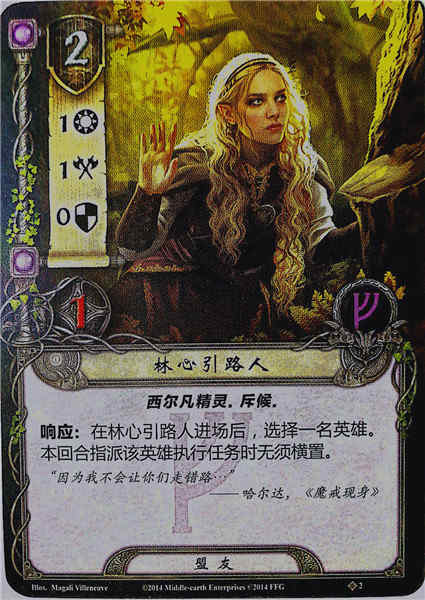 2
1
1
0
1
林心引路人
西尔凡精灵. 斥候.
响应：在林心引路人进场后，选择一名英雄。
本回合指派该英雄执行任务时无须横置。
“因为我不会让你们走错路…”
—— 哈尔达，《魔戒现身》
盟友
Illus. Magali Villeneuve ©2014 Middle-earth Enterprises ©2014 FFG 2